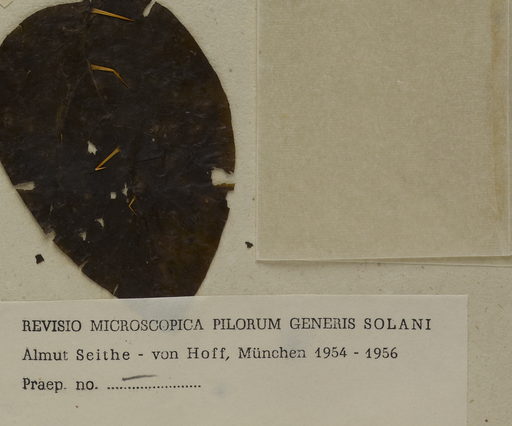 REVISIO MICROSCOPICA PILORUM GENERIS SOLANI
Almut Seithe - von Hoff, München 1954 - 1956
Praep. no. ........................